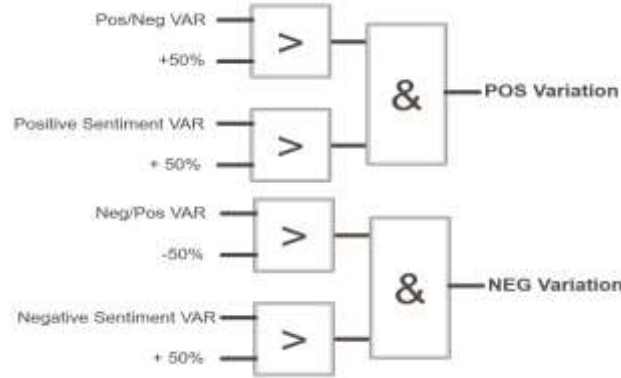 Pos/Neg VAR
>
+50%
&
POS Variation
Positive Sentiment VAR
>
+ 50%
Neg/Pos VAR
>
-50%
&
NEG Variation
Negative Sentiment VAR
>
+ 50%